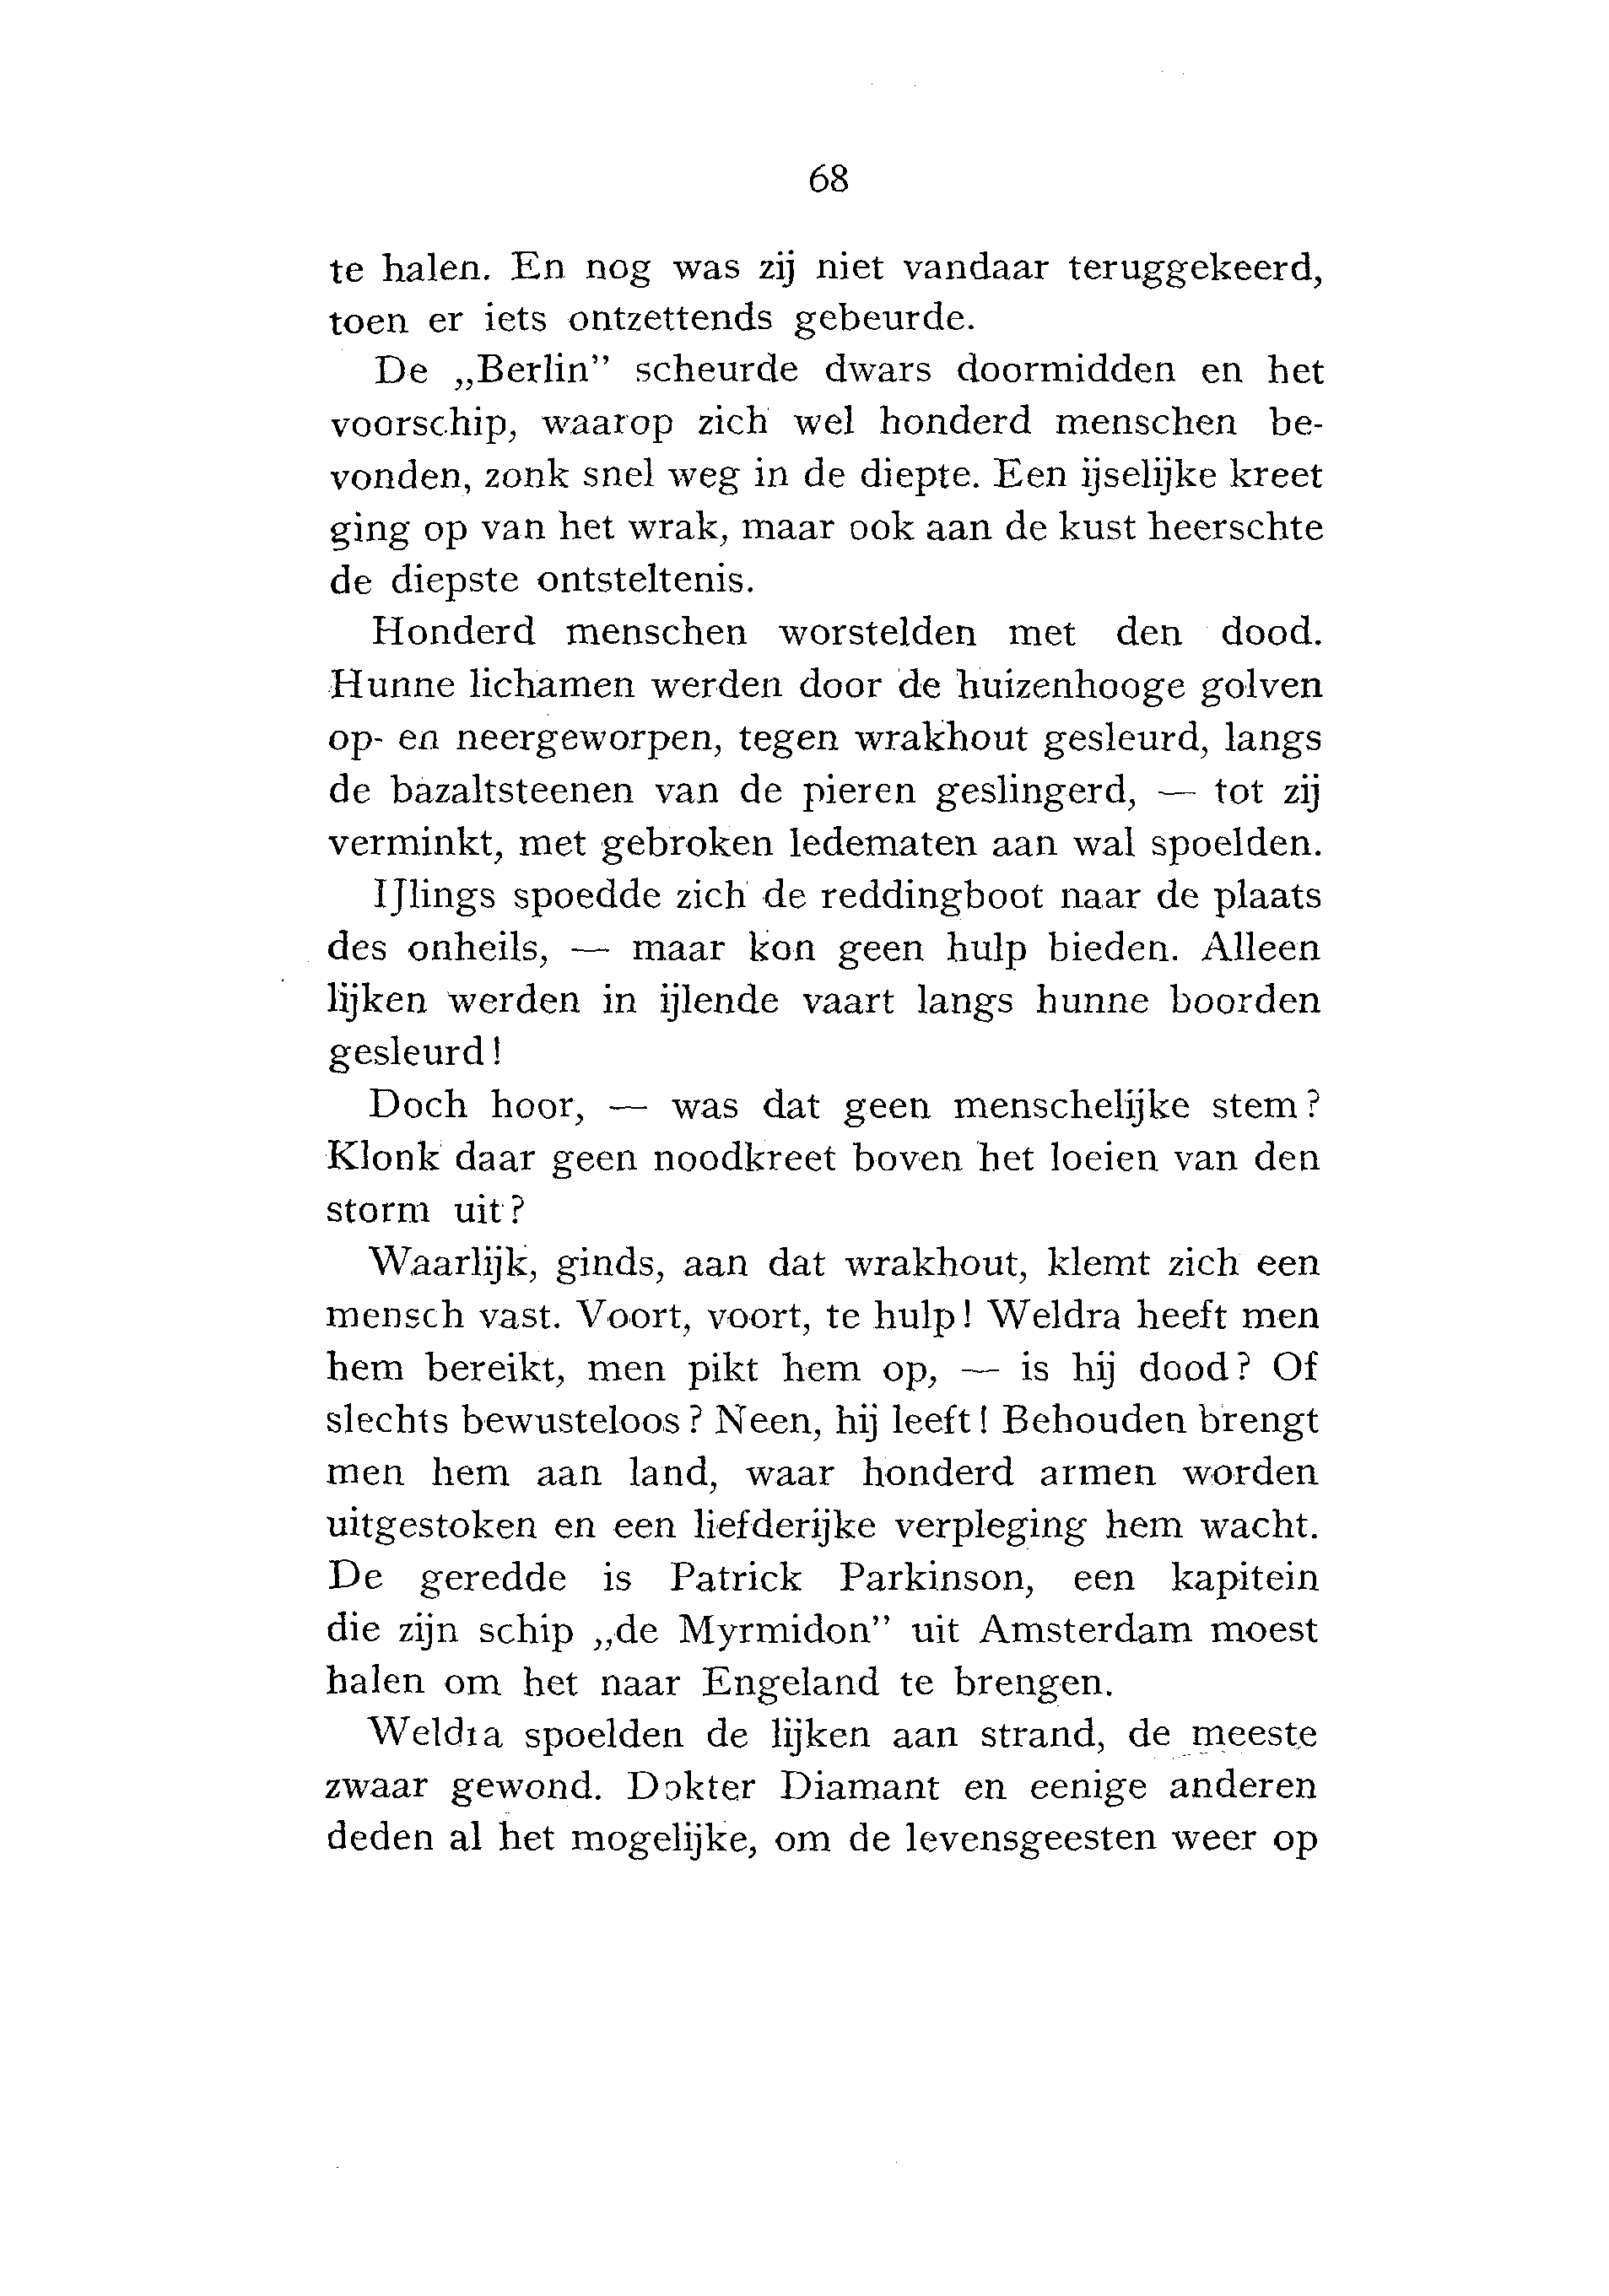 68
te halen. En nog was zij niet vandaar teruggekeerd,
toen er iets ontzettends gebeurde.
De „Berlin” scheurde dwars doormidden en het
voorschip, waarop zich wel honderd menschen be-
vonden, zonk snel weg in de diepte. Een ijselijke kreet
ging op van het wrak, maar ook aan de kust heerschte
de diepste ontsteltenis.
Honderd menschen worstelden met den dood.
Hunne lichamen werden door de huizenhooge golven
op- en neergeworpen, tegen wrakhout gesleurd, langs
de bazaltsteenen van de pieren geslingerd, — tot zij
verminkt, met gebroken ledematen aan wal spoelden.
IJlings spoedde zich de reddingboot naar de plaats
des onheils, — maar kon geen hulp bieden. Alleen
lijken werden in ijlende vaart langs hunne boorden
gesleurd!
Doch hoor, — was dat geen menschelijke stem?
Klonk daar geen noodkreet boven het loeien van den
storm uit?
Waarlijk, ginds, aan dat wrakhout, klemt zich een
mensch vast. Voort, voort, te hulp! Weldra heeft men
hem bereikt, men pikt hem op, — is hij dood? Of
slechts bewusteloos? Neen, hij leeft! Behouden brengt
men hem aan land, waar honderd armen worden
uitgestoken en een liefderijke verpleging hem wacht.
De geredde is Patrick Parkinson, een kapitein
die zijn schip „de Myrmidon” uit Amsterdam moest
halen om het naar Engeland te brengen.
Weldra spoelden de lijken aan strand, de meeste
zwaar gewond. Dokter Diamant en eenige anderen
deden al het mogelijke, om de levensgeesten weer op